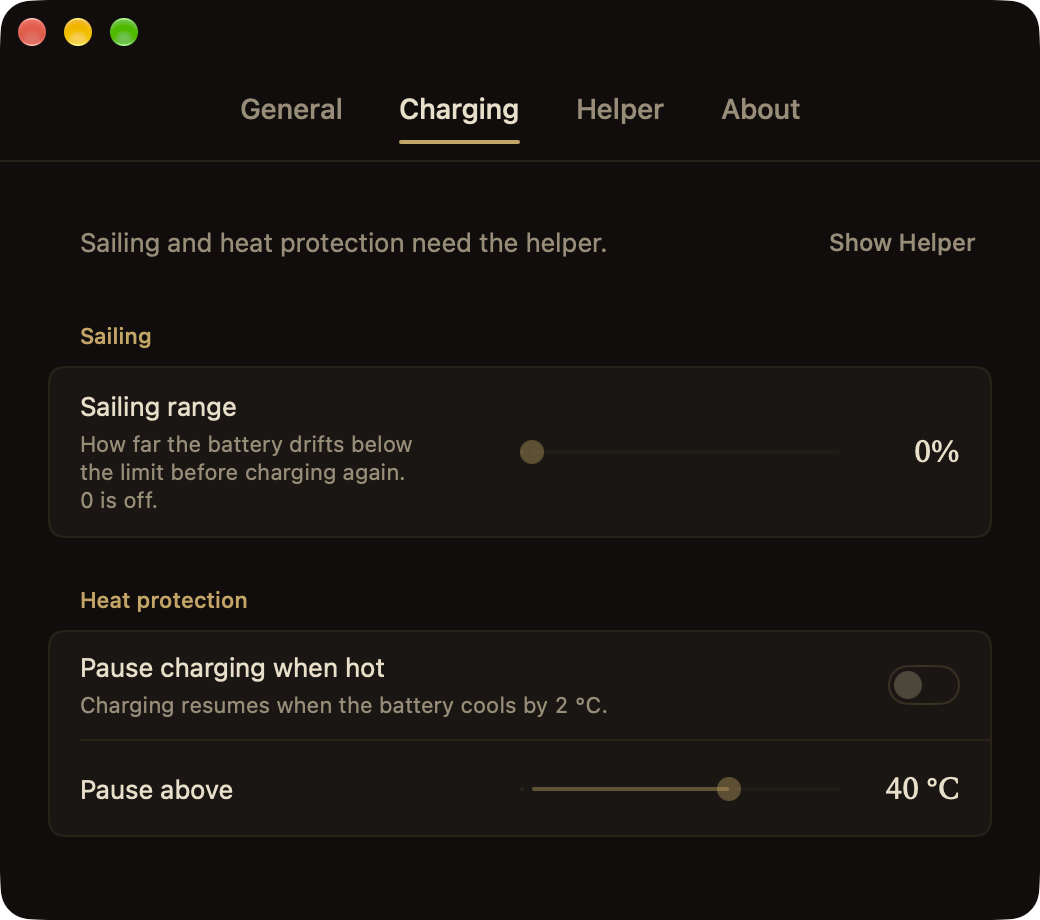 General Charging Helper About
Sailing and heat protection need the helper. Show Helper
Sailing
Sailing range
How far the battery drifts below
the limit before charging again.
0 is off.
0%
Heat protection
Pause charging when hot
Charging resumes when the battery cools by 2 °C.
Pause above 40 °C